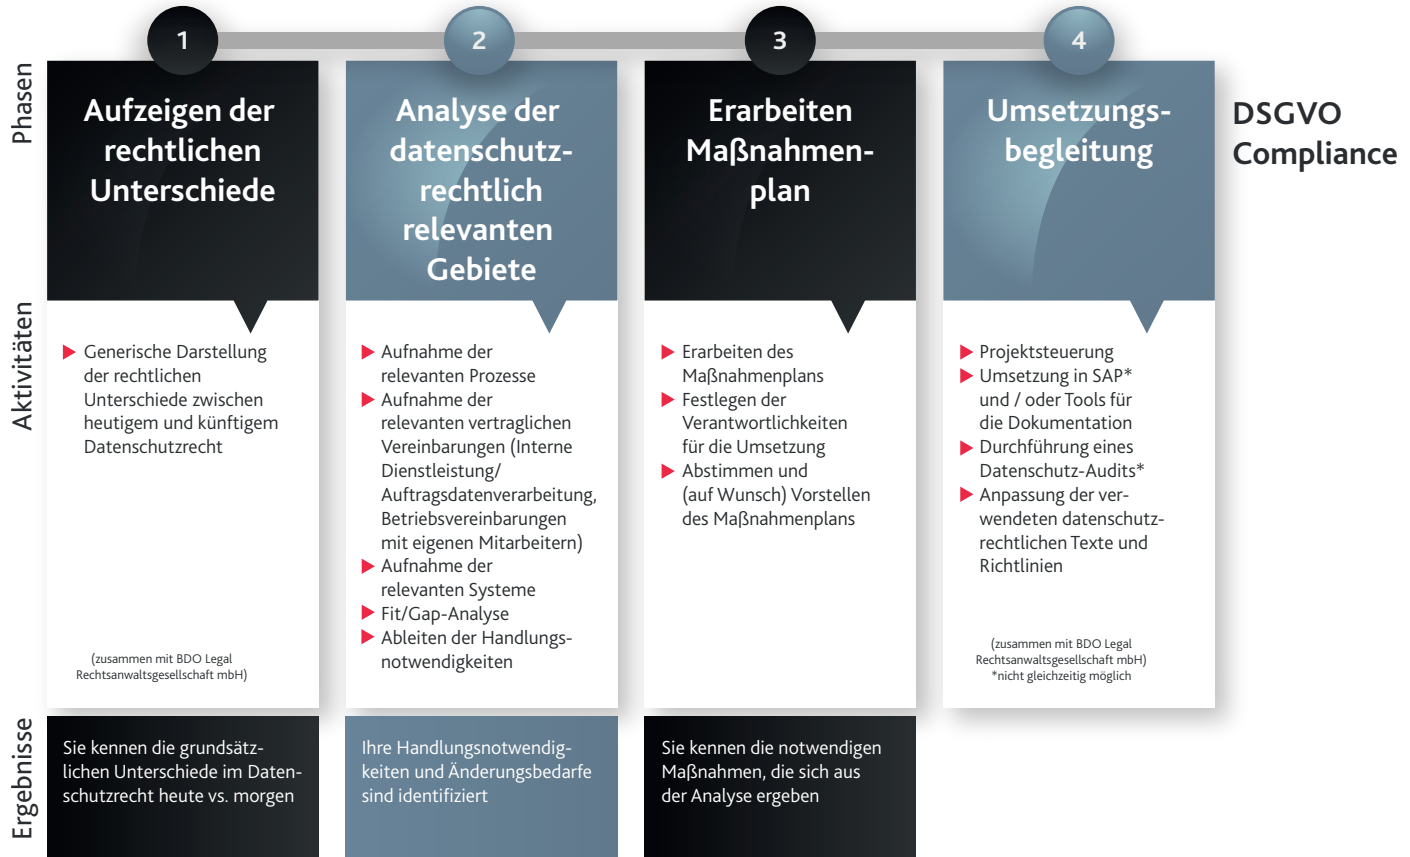 1
2
3
4
Phasen
Aufzeigen der
rechtlichen
Unterschiede
Analyse der
datenschutz-
rechtlich
relevanten
Gebiete
Erarbeiten
Maßnahmen-
plan
Umsetzungs-
begleitung
DSGVO
Compliance
Aktivitäten
Generische Darstellung
der rechtlichen
Unterschiede zwischen
heutigem und künftigem
Datenschutzrecht
(zusammen mit BDO Legal
Rechtsanwaltsgesellschaft mbH)
Aufnahme der
relevanten Prozesse
Aufnahme der
relevanten vertraglichen
Vereinbarungen (Interne
Dienstleistung/
Auftragsdatenverarbeitung,
Betriebsvereinbarungen
mit eigenen Mitarbeitern)
Aufnahme der
relevanten Systeme
Fit/Gap-Analyse
Ableiten der Handlungs-
notwendigkeiten
Erarbeiten des
Maßnahmenplans
Festlegen der
Verantwortlichkeiten
für die Umsetzung
Abstimmen und
(auf Wunsch) Vorstellen
des Maßnahmenplans
Projektsteuerung
Umsetzung in SAP*
und / oder Tools für
die Dokumentation
Durchführung eines
Datenschutz-Audits*
Anpassung der ver-
wendeten datenschutz-
rechtlichen Texte und
Richtlinien
(zusammen mit BDO Legal
Rechtsanwaltsgesellschaft mbH)
*nicht gleichzeitig möglich
Ergebnisse
Sie kennen die grundsätz-
lichen Unterschiede im Daten-
schutzrecht heute vs. morgen
Ihre Handlungsnotwendig-
keiten und Änderungsbedarfe
sind identifiziert
Sie kennen die notwendigen
Maßnahmen, die sich aus
der Analyse ergeben